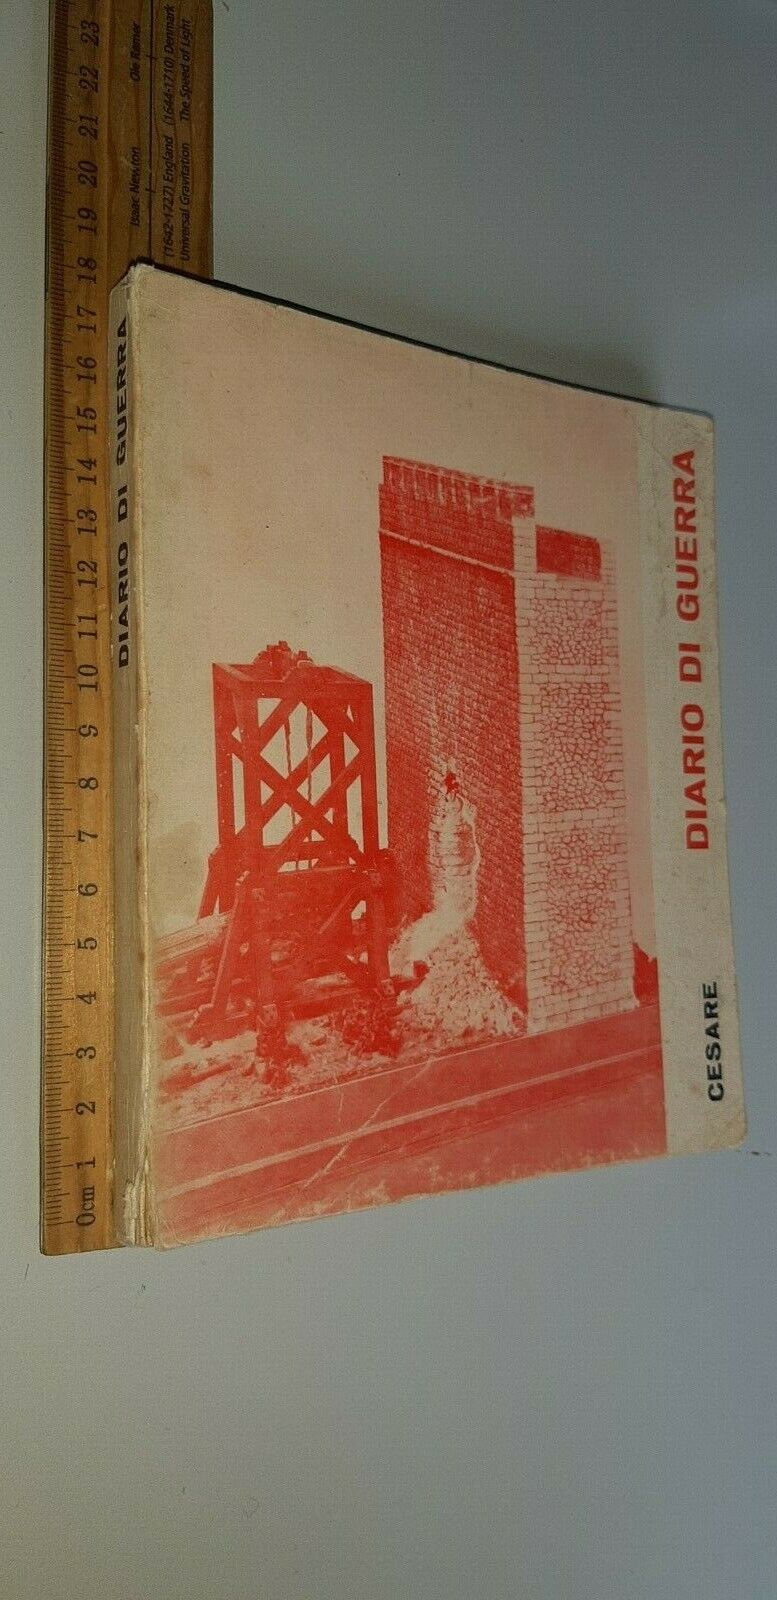 CESARE
DIARIO DI GUERRA
DIARIO DI GUERRA
0cm 1 2 3 4 5 6 7 8 9 10 11 12 13 14 15 16 17 18 19 20 21 22 23
Isaac Newton
(1642-1727) England
Universal Gravitation
Ole Rømer
(1644-1710) Denmark
The Speed of Light